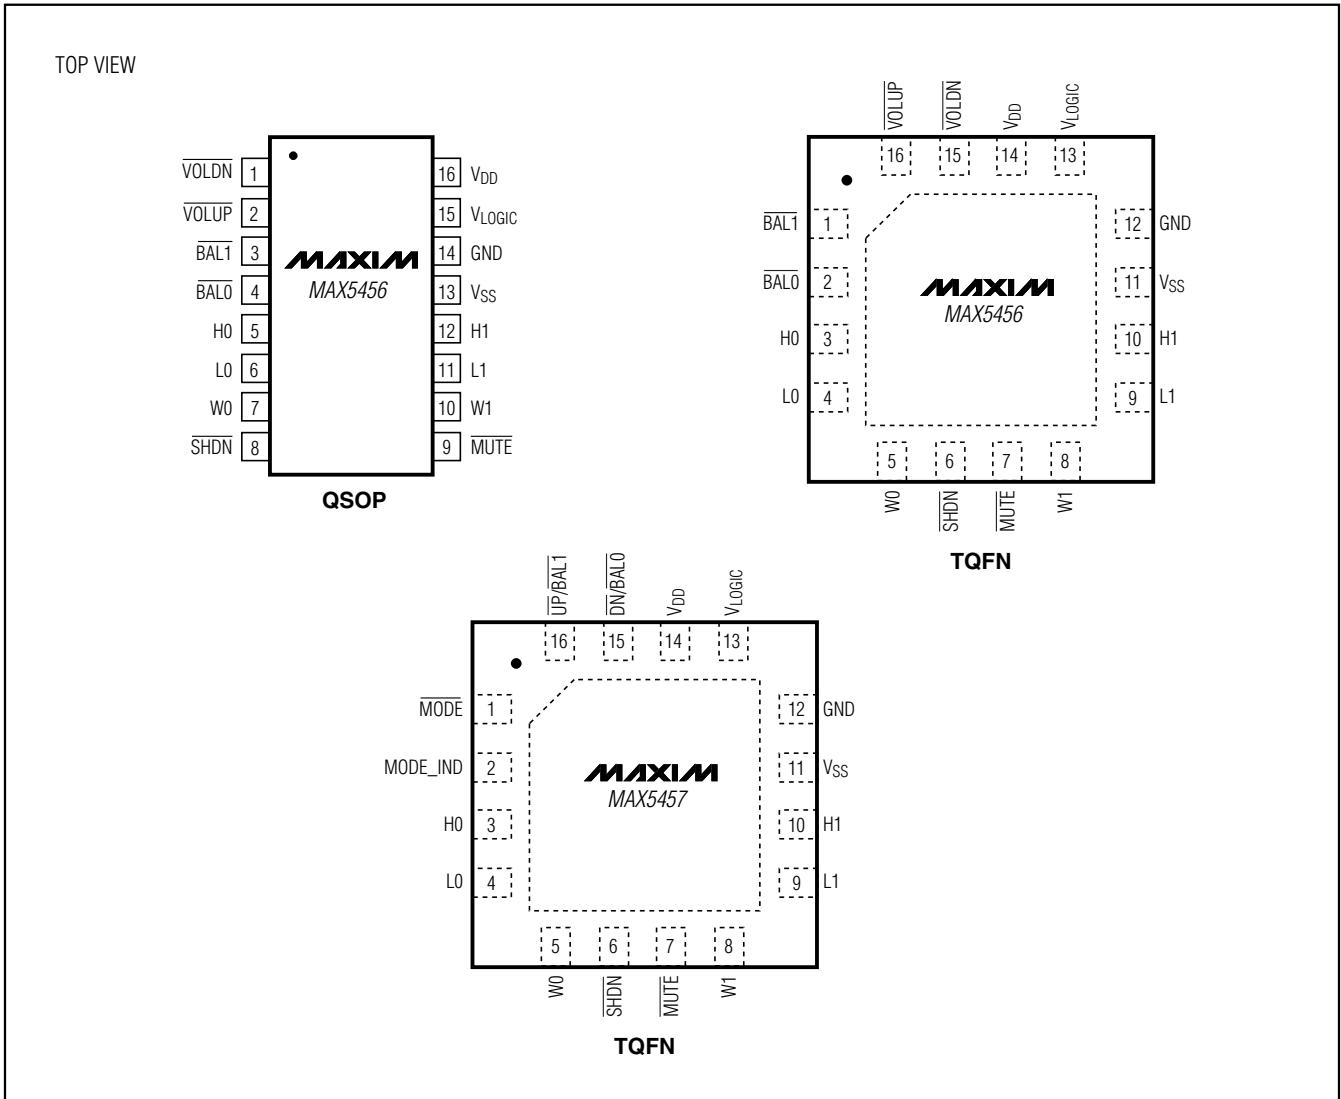 TOP VIEW
VOLDN 1
VOLUP 2
BAL1 3
BAL0 4
H0 5
L0 6
W0 7
SHDN 8
MAXIM
MAX5456
16 VDD
15 VLOGIC
14 GND
13 VSS
12 H1
11 L1
10 W1
9 MUTE
QSOP
VOLUP VOLDN VDD VLOGIC
16 15 14 13
BAL1 1
BAL0 2
H0 3
L0 4
MAXIM
MAX5456
12 GND
11 VSS
10 H1
9 L1
5 6 7 8
W0 SHDN MUTE W1
TQFN
UP/BAL1 DN/BAL0 VDD VLOGIC
16 15 14 13
MODE 1
MODE_IND 2
H0 3
L0 4
MAXIM
MAX5457
12 GND
11 VSS
10 H1
9 L1
5 6 7 8
W0 SHDN MUTE W1
TQFN